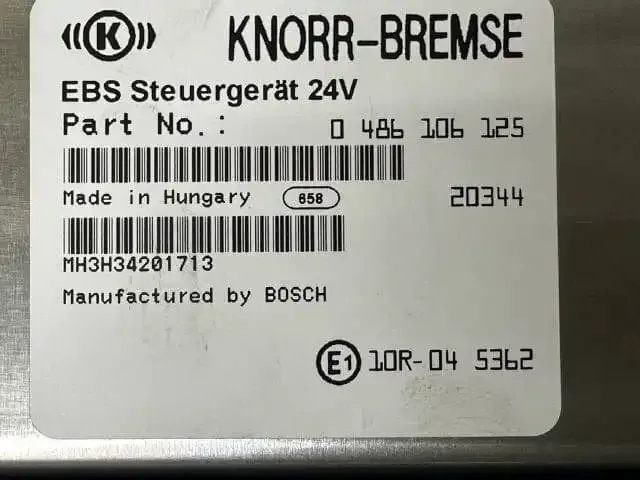 ((K)) KNORR-BREMSE
EBS Steuergerät 24V
Part No.: 0 486 106 125
Made in Hungary 658 20344
MH3H34201713
Manufactured by BOSCH
E1 10R-04 5362